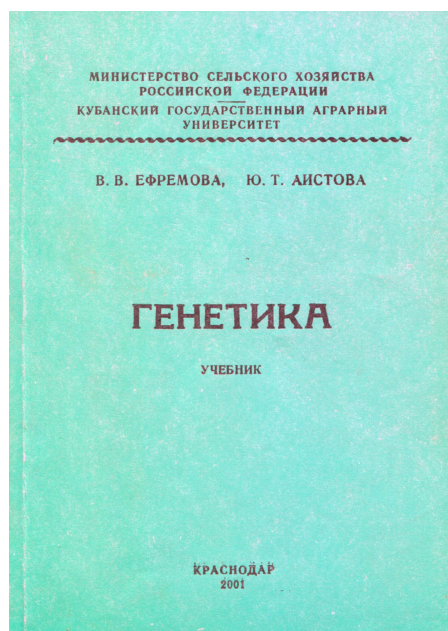 МИНИСТЕРСТВО СЕЛЬСКОГО ХОЗЯЙСТВА
РОССИЙСКОЙ ФЕДЕРАЦИИ
КУБАНСКИЙ ГОСУДАРСТВЕННЫЙ АГРАРНЫЙ
УНИВЕРСИТЕТ
В. В. ЕФРЕМОВА, Ю. Т. АИСТОВА
ГЕНЕТИКА
УЧЕБНИК
КРАСНОДАР
2001